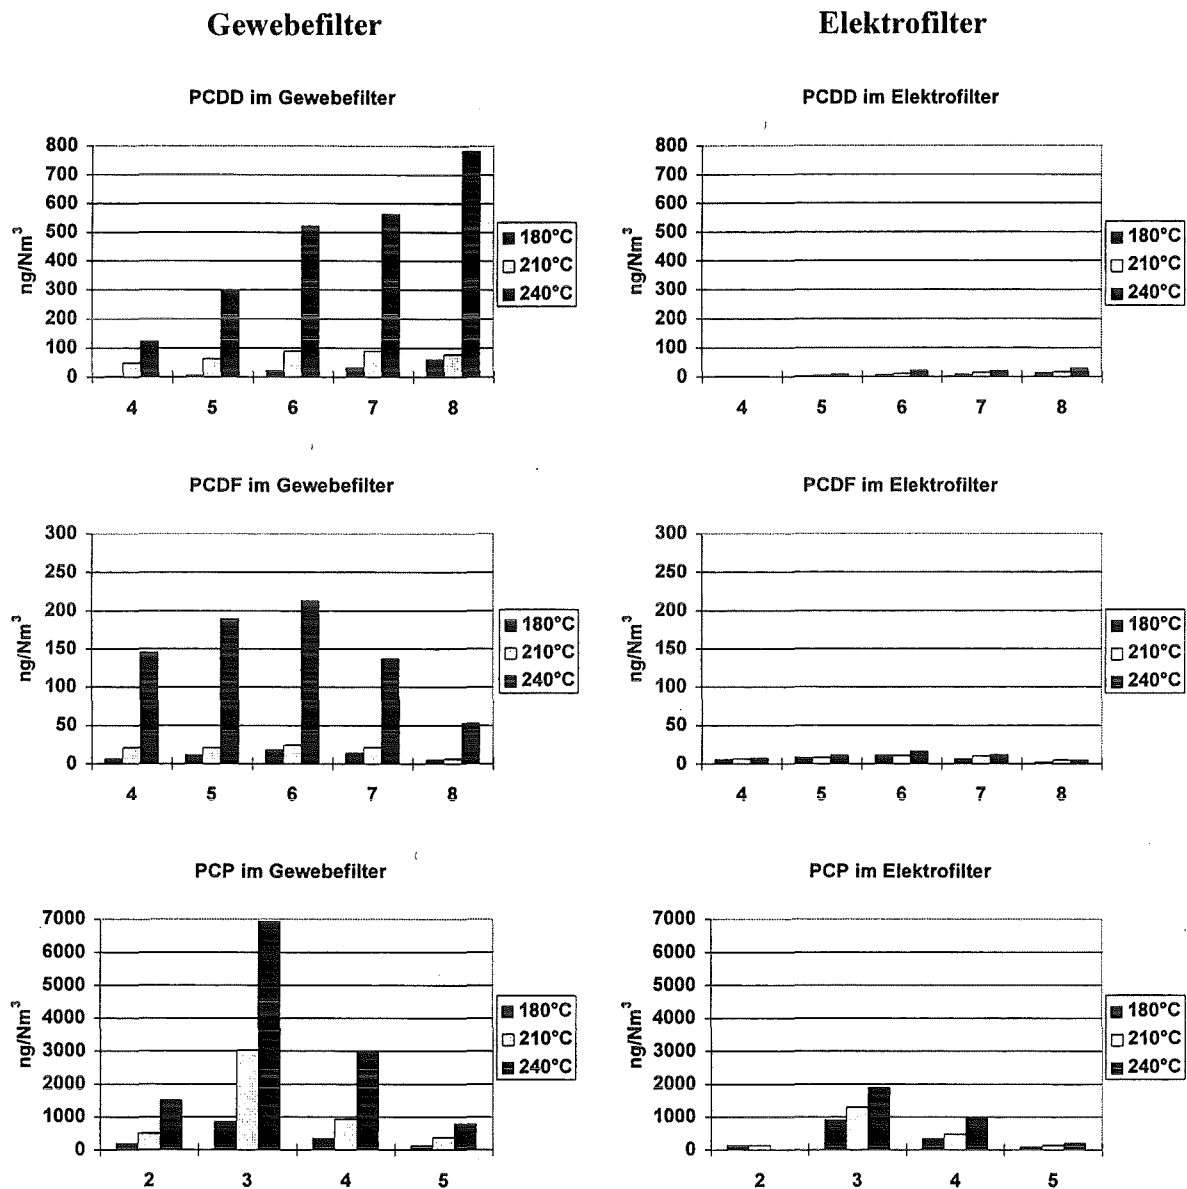 Gewebefilter
Elektrofilter
PCDD im Gewebefilter
800
700
600
500
400
300
200
100
0
ng/Nm³
4 5 6 7 8
180°C
210°C
240°C
PCDD im Elektrofilter
800
700
600
500
400
300
200
100
0
ng/Nm³
4 5 6 7 8
180°C
210°C
240°C
PCDF im Gewebefilter
300
250
200
150
100
50
0
ng/Nm³
4 5 6 7 8
180°C
210°C
240°C
PCDF im Elektrofilter
300
250
200
150
100
50
0
ng/Nm³
4 5 6 7 8
180°C
210°C
240°C
PCP im Gewebefilter
7000
6000
5000
4000
3000
2000
1000
0
ng/Nm³
2 3 4 5
180°C
210°C
240°C
PCP im Elektrofilter
7000
6000
5000
4000
3000
2000
1000
0
ng/Nm³
2 3 4 5
180°C
210°C
240°C